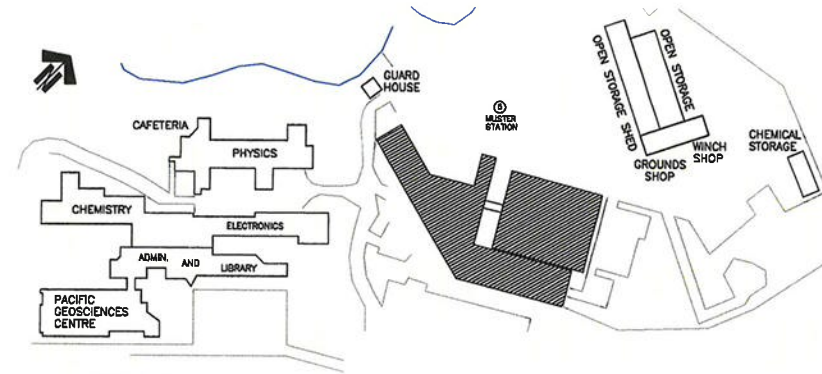 GUARD
HOUSE
CAFETERIA
PHYSICS
CHEMISTRY
ELECTRONICS
ADMIN. AND
LIBRARY
PACIFIC
GEOSCIENCES
CENTRE
MUSTER
STATION
OPEN STORAGE SHED
OPEN STORAGE
WINCH
SHOP
GROUNDS
SHOP
CHEMICAL
STORAGE